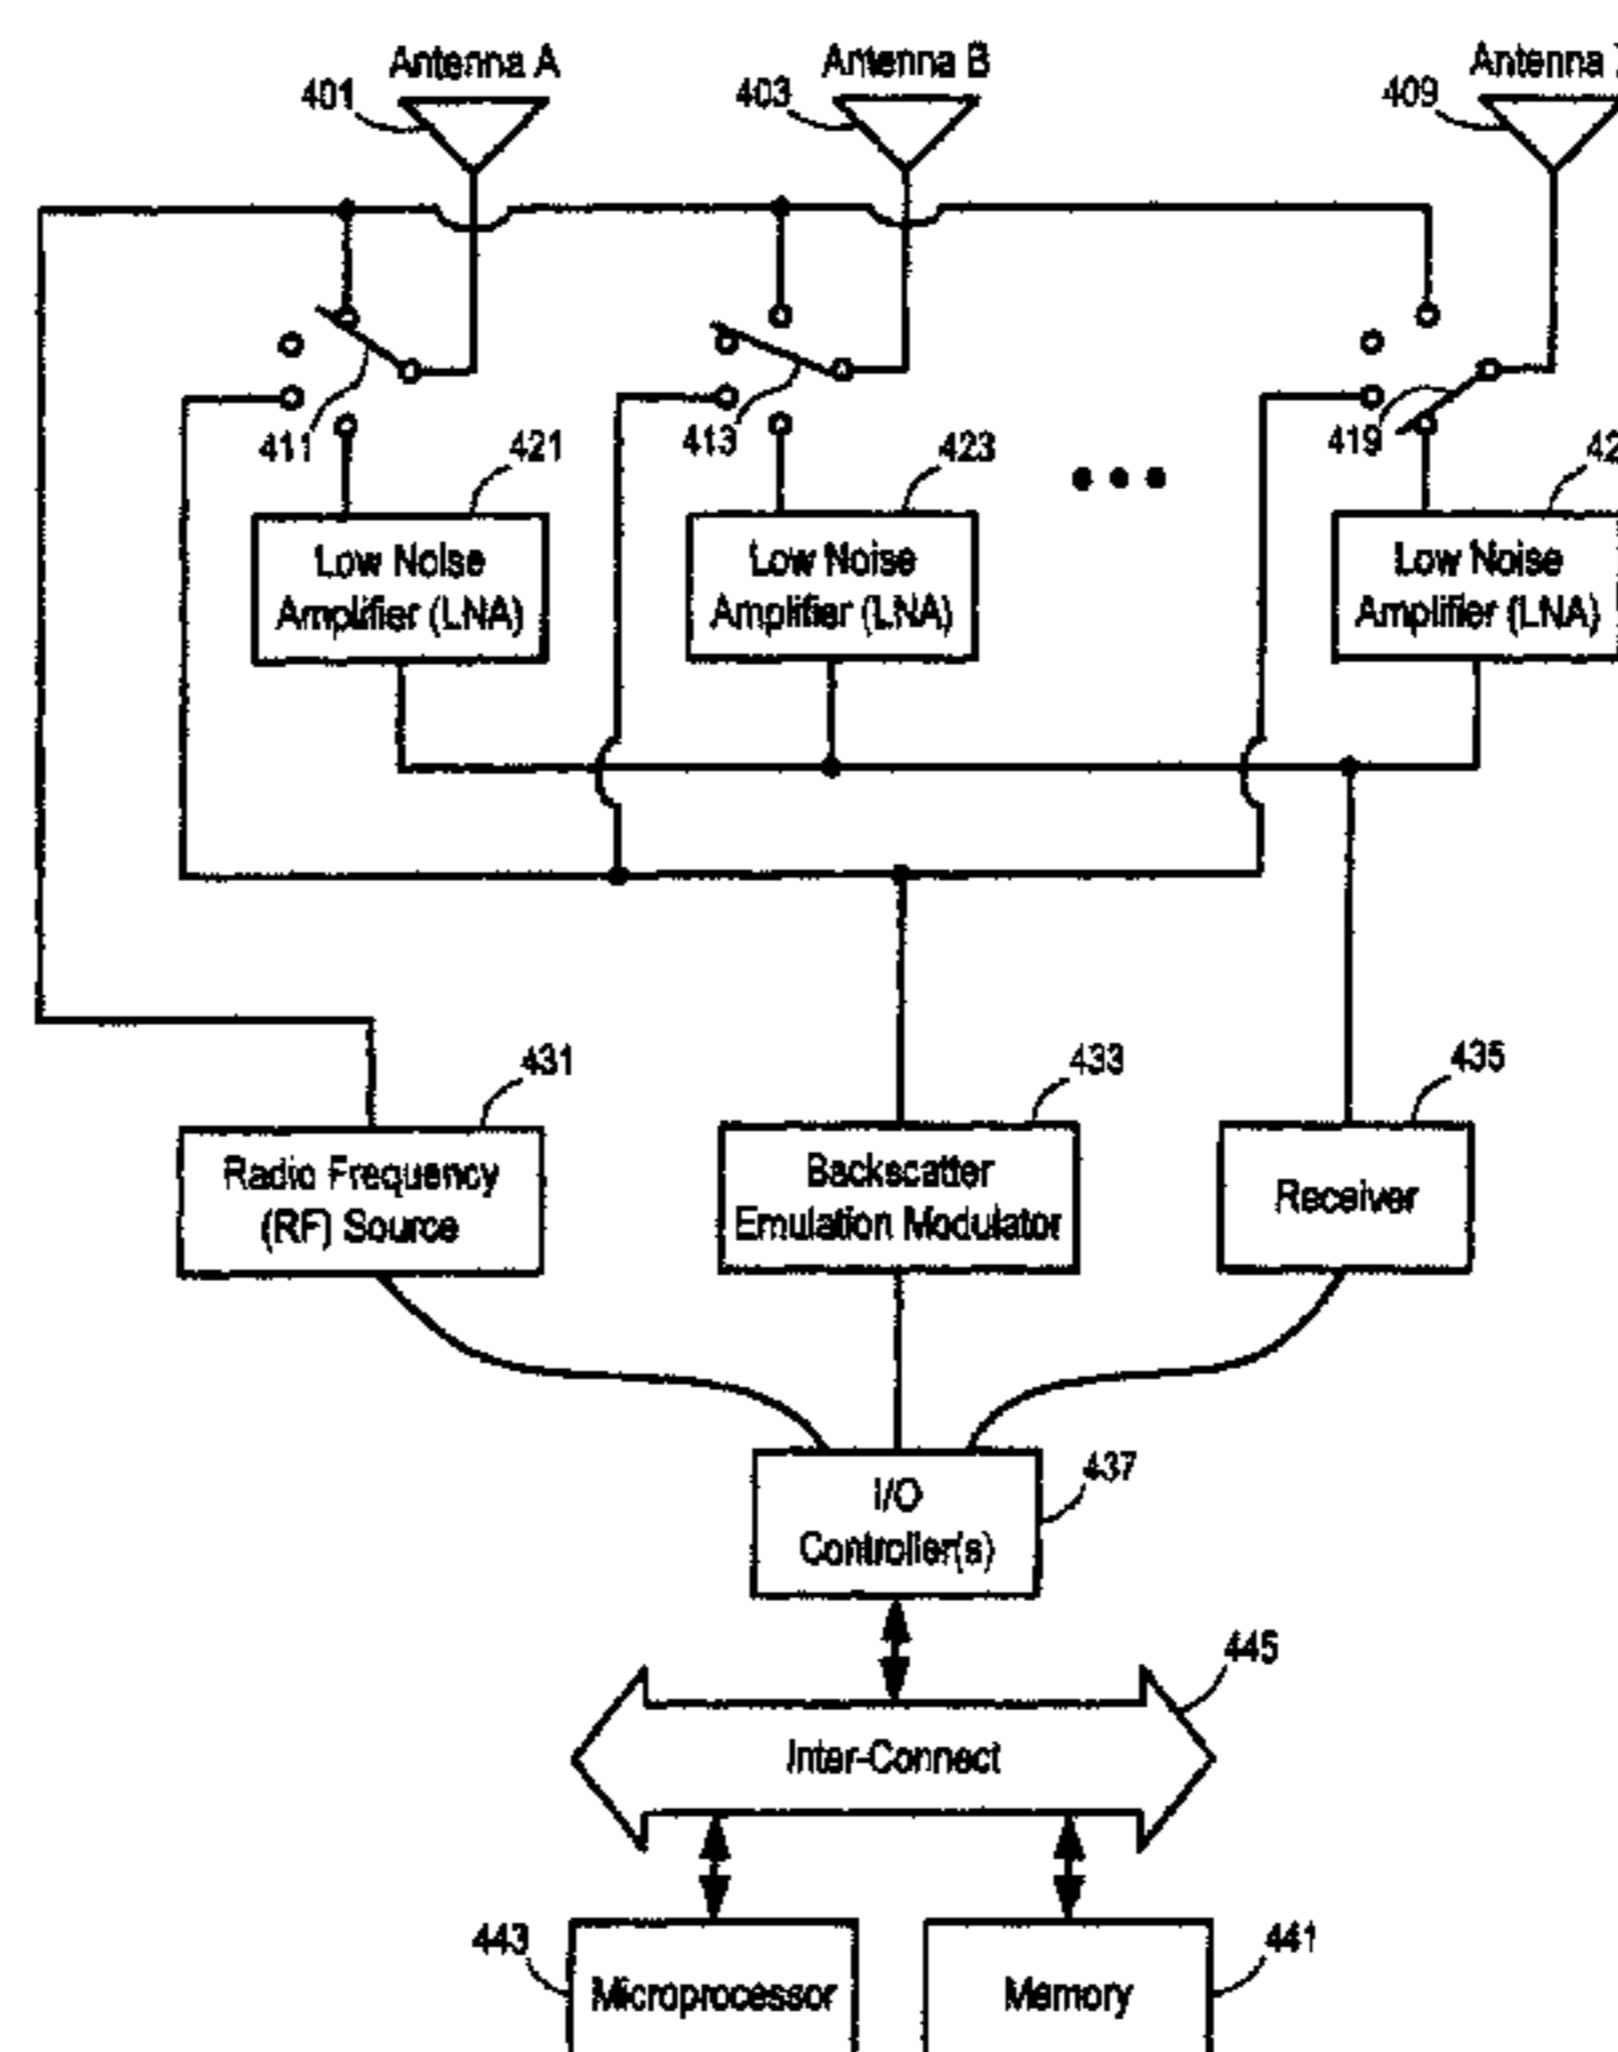 Antenna A
Antenna B
Antenna
401
403
409
411
421
413
423
419
Low Noise
Amplifier (LNA)
Low Noise
Amplifier (LNA)
Low Noise
Amplifier (LNA)
431
433
435
Radio Frequency
(RF) Source
Backscatter
Emulation Modulator
Receiver
437
I/O
Controller(s)
445
Inter-Connect
443
441
Microprocessor
Memory